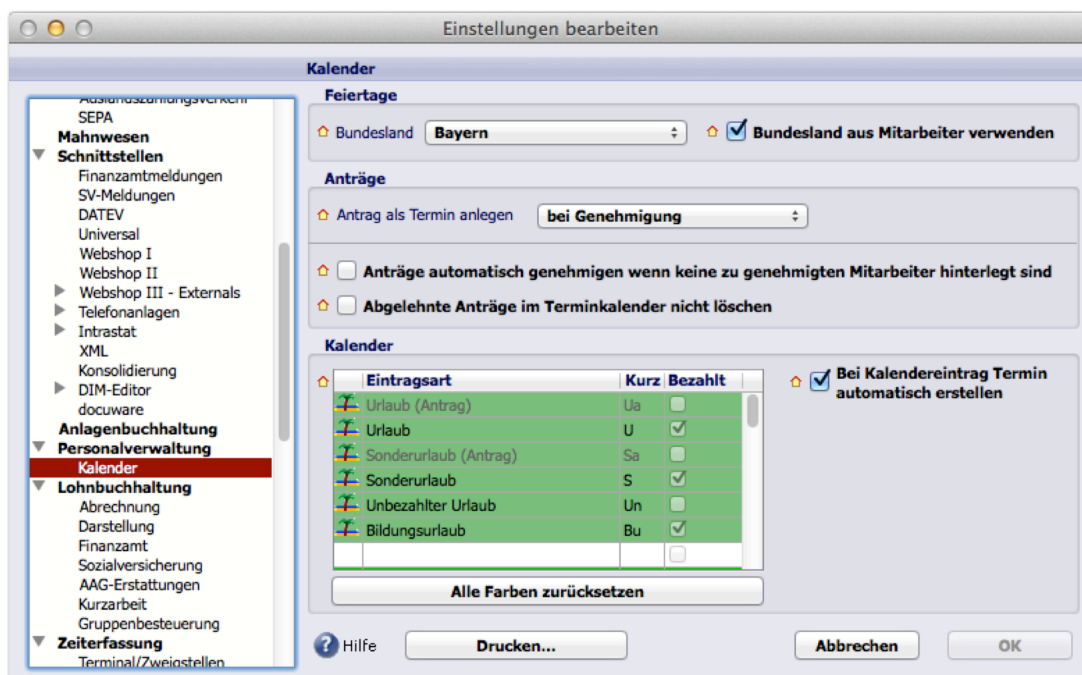 Einstellungen bearbeiten
Kalender
Auslandszahlungsverkehr
SEPA
Mahnwesen
Schnittstellen
Finanzamtmeldungen
SV-Meldungen
DATEV
Universal
Webshop I
Webshop II
Webshop III - Externals
Telefonanlagen
Intrastat
XML
Konsolidierung
DIM-Editor
docuware
Anlagenbuchhaltung
Personalverwaltung
Kalender
Lohnbuchhaltung
Abrechnung
Darstellung
Finanzamt
Sozialversicherung
AAG-Erstattungen
Kurzarbeit
Gruppenbesteuerung
Zeiterfassung
Terminal/Zweigstellen
Feiertage
Bundesland Bayern Bundesland aus Mitarbeiter verwenden
Anträge
Antrag als Termin anlegen bei Genehmigung
Anträge automatisch genehmigen wenn keine zu genehmigten Mitarbeiter hinterlegt sind
Abgelehnte Anträge im Terminkalender nicht löschen
Kalender
Eintragsart Kurz Bezahlt
Urlaub (Antrag) Ua
Urlaub U
Sonderurlaub (Antrag) Sa
Sonderurlaub S
Unbezahlter Urlaub Un
Bildungsurlaub Bu
Bei Kalendereintrag Termin
automatisch erstellen
Alle Farben zurücksetzen
? Hilfe Drucken... Abbrechen OK